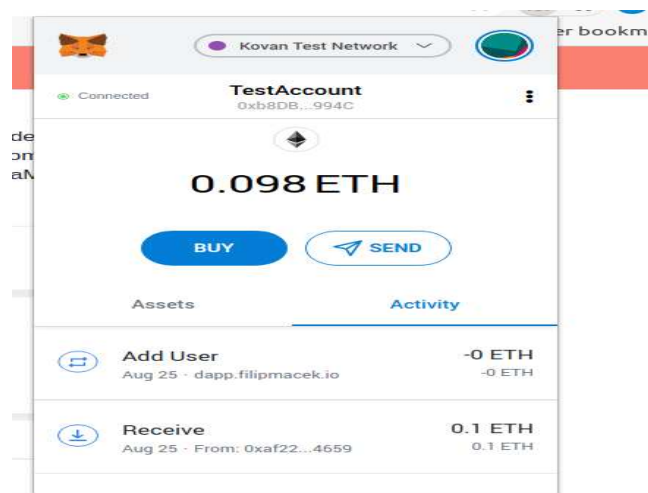 Kovan Test Network
er bookm
Connected
TestAccount
0xb8DB...994C
de
om
aM
0.098 ETH
BUY
SEND
Assets
Activity
Add User
-0 ETH
Aug 25 · dapp.filipmacek.io
-0 ETH
Receive
0.1 ETH
Aug 25 · From: 0xaf22...4659
0.1 ETH